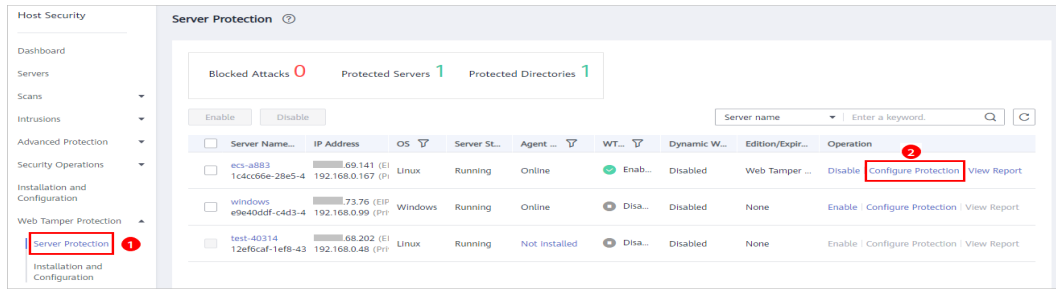 Host Security
Server Protection ?
Dashboard
Servers
Scans
Intrusions
Advanced Protection
Security Operations
Installation and
Configuration
Web Tamper Protection
Server Protection 1
Installation and
Configuration
Blocked Attacks 0 Protected Servers 1 Protected Directories 1
Enable Disable Server name Enter a keyword.
Server Name... IP Address OS Server St... Agent ... WT... Dynamic W... Edition/Expir... Operation
2
ecs-a883 .69.141 (EI Linux Running Online Enab... Disabled Web Tamper ... Disable Configure Protection View Report
1c4cc66e-28e5-4 192.168.0.167 (Pri
windows .73.76 (EIP Windows Running Online Disa... Disabled None Enable Configure Protection View Report
e9e40ddf-c4d3-4 192.168.0.99 (Pri
test-40314 .68.202 (EI Linux Running Not installed Disa... Disabled None Enable Configure Protection View Report
12ef6caf-1ef8-43 192.168.0.48 (Pri